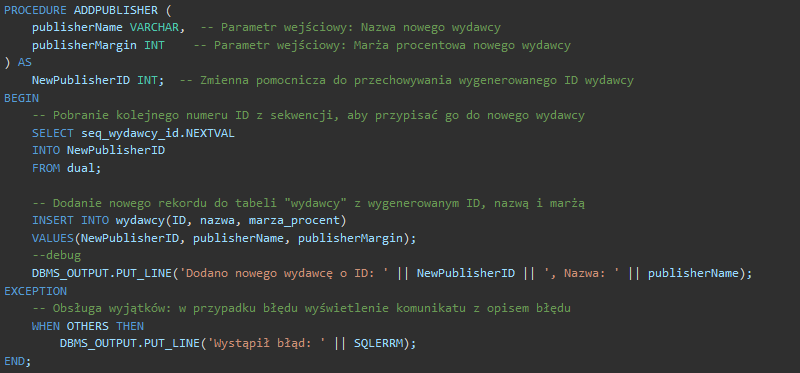 PROCEDURE ADDPUBLISHER (
    publisherName VARCHAR,  -- Parametr wejściowy: Nazwa nowego wydawcy
    publisherMargin INT    -- Parametr wejściowy: Marża procentowa nowego wydawcy
) AS
    NewPublisherID INT;  -- Zmienna pomocnicza do przechowywania wygenerowanego ID wydawcy
BEGIN
    -- Pobranie kolejnego numeru ID z sekwencji, aby przypisać go do nowego wydawcy
    SELECT seq_wydawcy_id.NEXTVAL
    INTO NewPublisherID
    FROM dual;

    -- Dodanie nowego rekordu do tabeli "wydawcy" z wygenerowanym ID, nazwą i marżą
    INSERT INTO wydawcy(ID, nazwa, marza_procent)
    VALUES(NewPublisherID, publisherName, publisherMargin);
    --debug
    DBMS_OUTPUT.PUT_LINE('Dodano nowego wydawcę o ID: ' || NewPublisherID || ', Nazwa: ' || publisherName);
EXCEPTION
    -- Obsługa wyjątków: w przypadku błędu wyświetlenie komunikatu z opisem błędu
    WHEN OTHERS THEN
        DBMS_OUTPUT.PUT_LINE('Wystąpił błąd: ' || SQLERRM);
END;